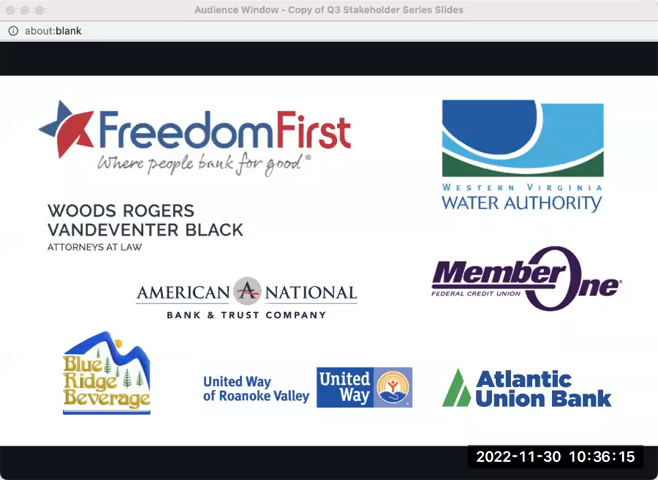 Audience Window - Copy of Q3 Stakeholder Series Slides
about:blank
FreedomFirst
Where people bank for good®
WESTERN VIRGINIA
WATER AUTHORITY
WOODS ROGERS
VANDEVENTER BLACK
ATTORNEYS AT LAW
Member One
FEDERAL CREDIT UNION
AMERICAN A NATIONAL
BANK & TRUST COMPANY
Blue
Ridge
Beverage
United Way
of Roanoke Valley
United
Way
Atlantic
Union Bank
2022-11-30 10:36:15